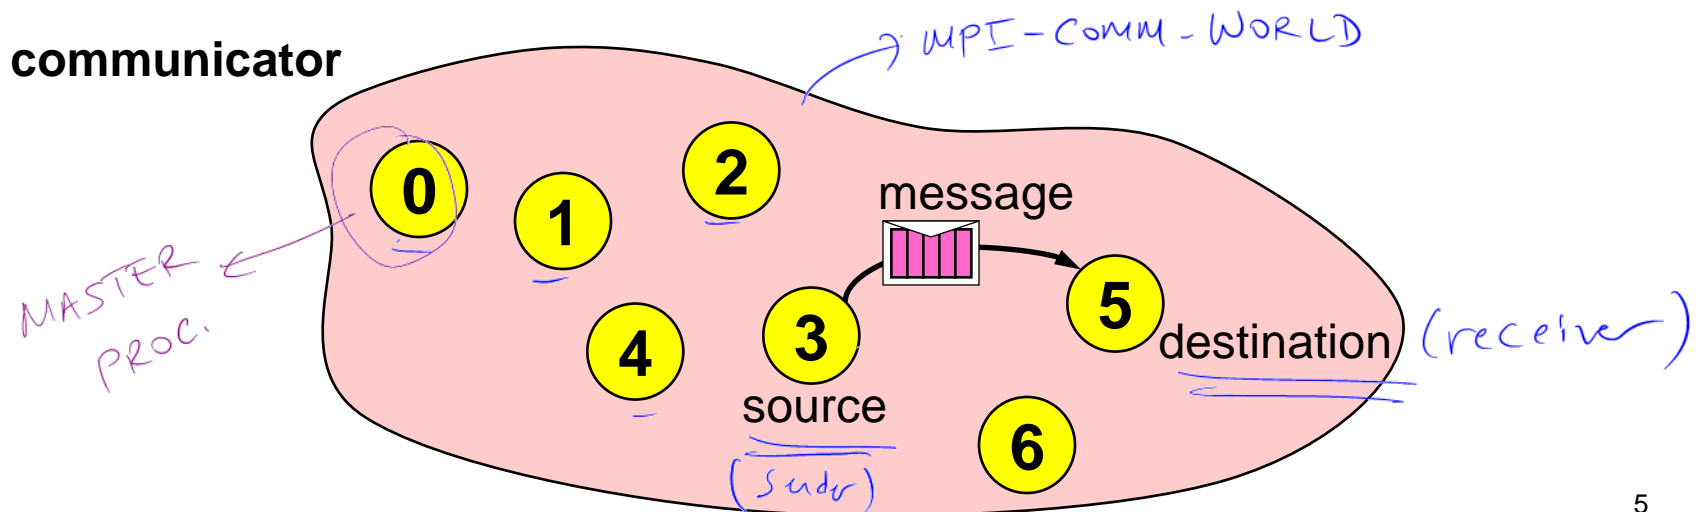 communicator
MPI-COMM-WORLD
0
1
2
message
MASTER
PROC.
4
3
5
destination (receiver)
source
(Sender)
6
5